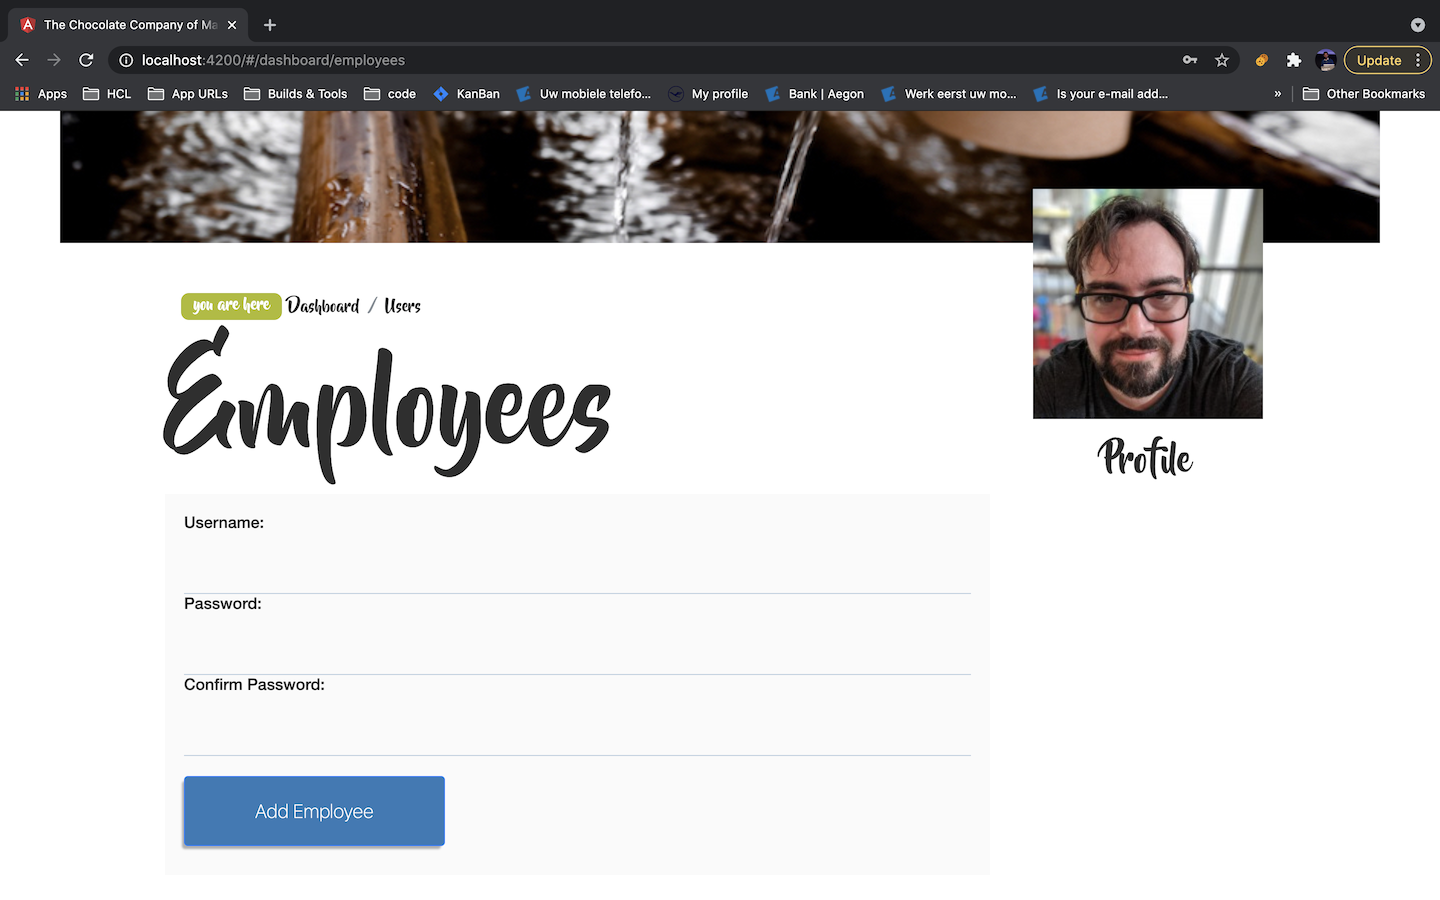 The Chocolate Company of Ma
localhost:4200/#/dashboard/employees
Update
Apps
HCL
App URLs
Builds & Tools
code
KanBan
Uw mobiele telefo...
My profile
Bank | Aegon
Werk eerst uw mo...
Is your e-mail add...
»
Other Bookmarks
you are here Dashboard / Users
Employees
Profile
Username:
Password:
Confirm Password:
Add Employee